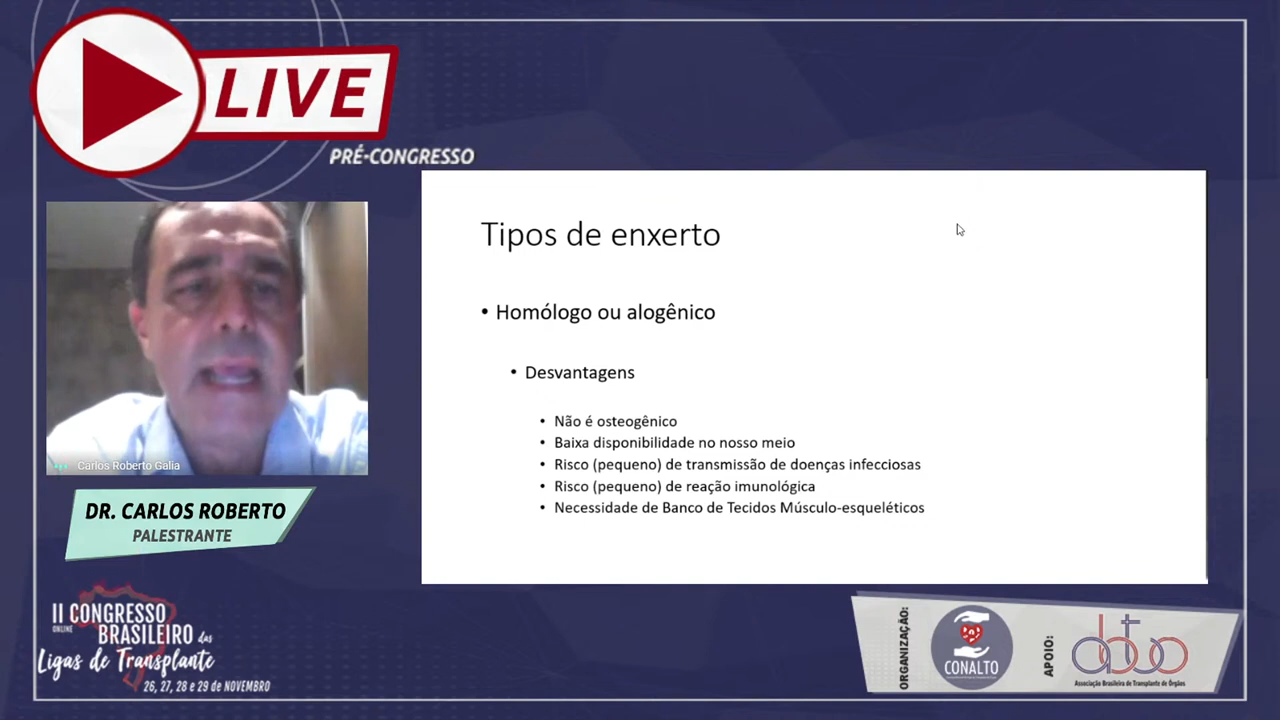 LIVE
PRÉ-CONGRESSO
Tipos de enxerto
• Homólogo ou alogênico
• Desvantagens
• Não é osteogênico
• Baixa disponibilidade no nosso meio
• Risco (pequeno) de transmissão de doenças infecciosas
• Risco (pequeno) de reação imunológica
• Necessidade de Banco de Tecidos Músculo-esqueléticos
Carlos Roberto Galia
DR. CARLOS ROBERTO
PALESTRANTE
II CONGRESSO
ONLINE
BRASILEIRO das
Ligas de Transplante
26, 27, 28 e 29 de NOVEMBRO
ORGANIZAÇÃO:
CONALTO
APOIO:
abto
Associação Brasileira de Transplante de Órgãos